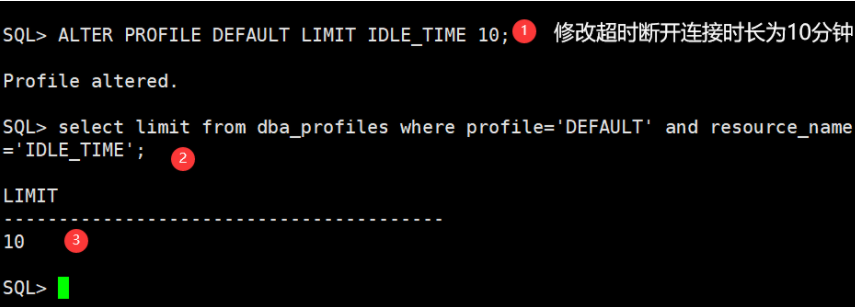 SQL> ALTER PROFILE DEFAULT LIMIT IDLE_TIME 10; 1 修改超时断开连接时长为10分钟
Profile altered.
SQL> select limit from dba_profiles where profile='DEFAULT' and resource_name
='IDLE_TIME'; 2
LIMIT
----------------------------------------
10 3
SQL>